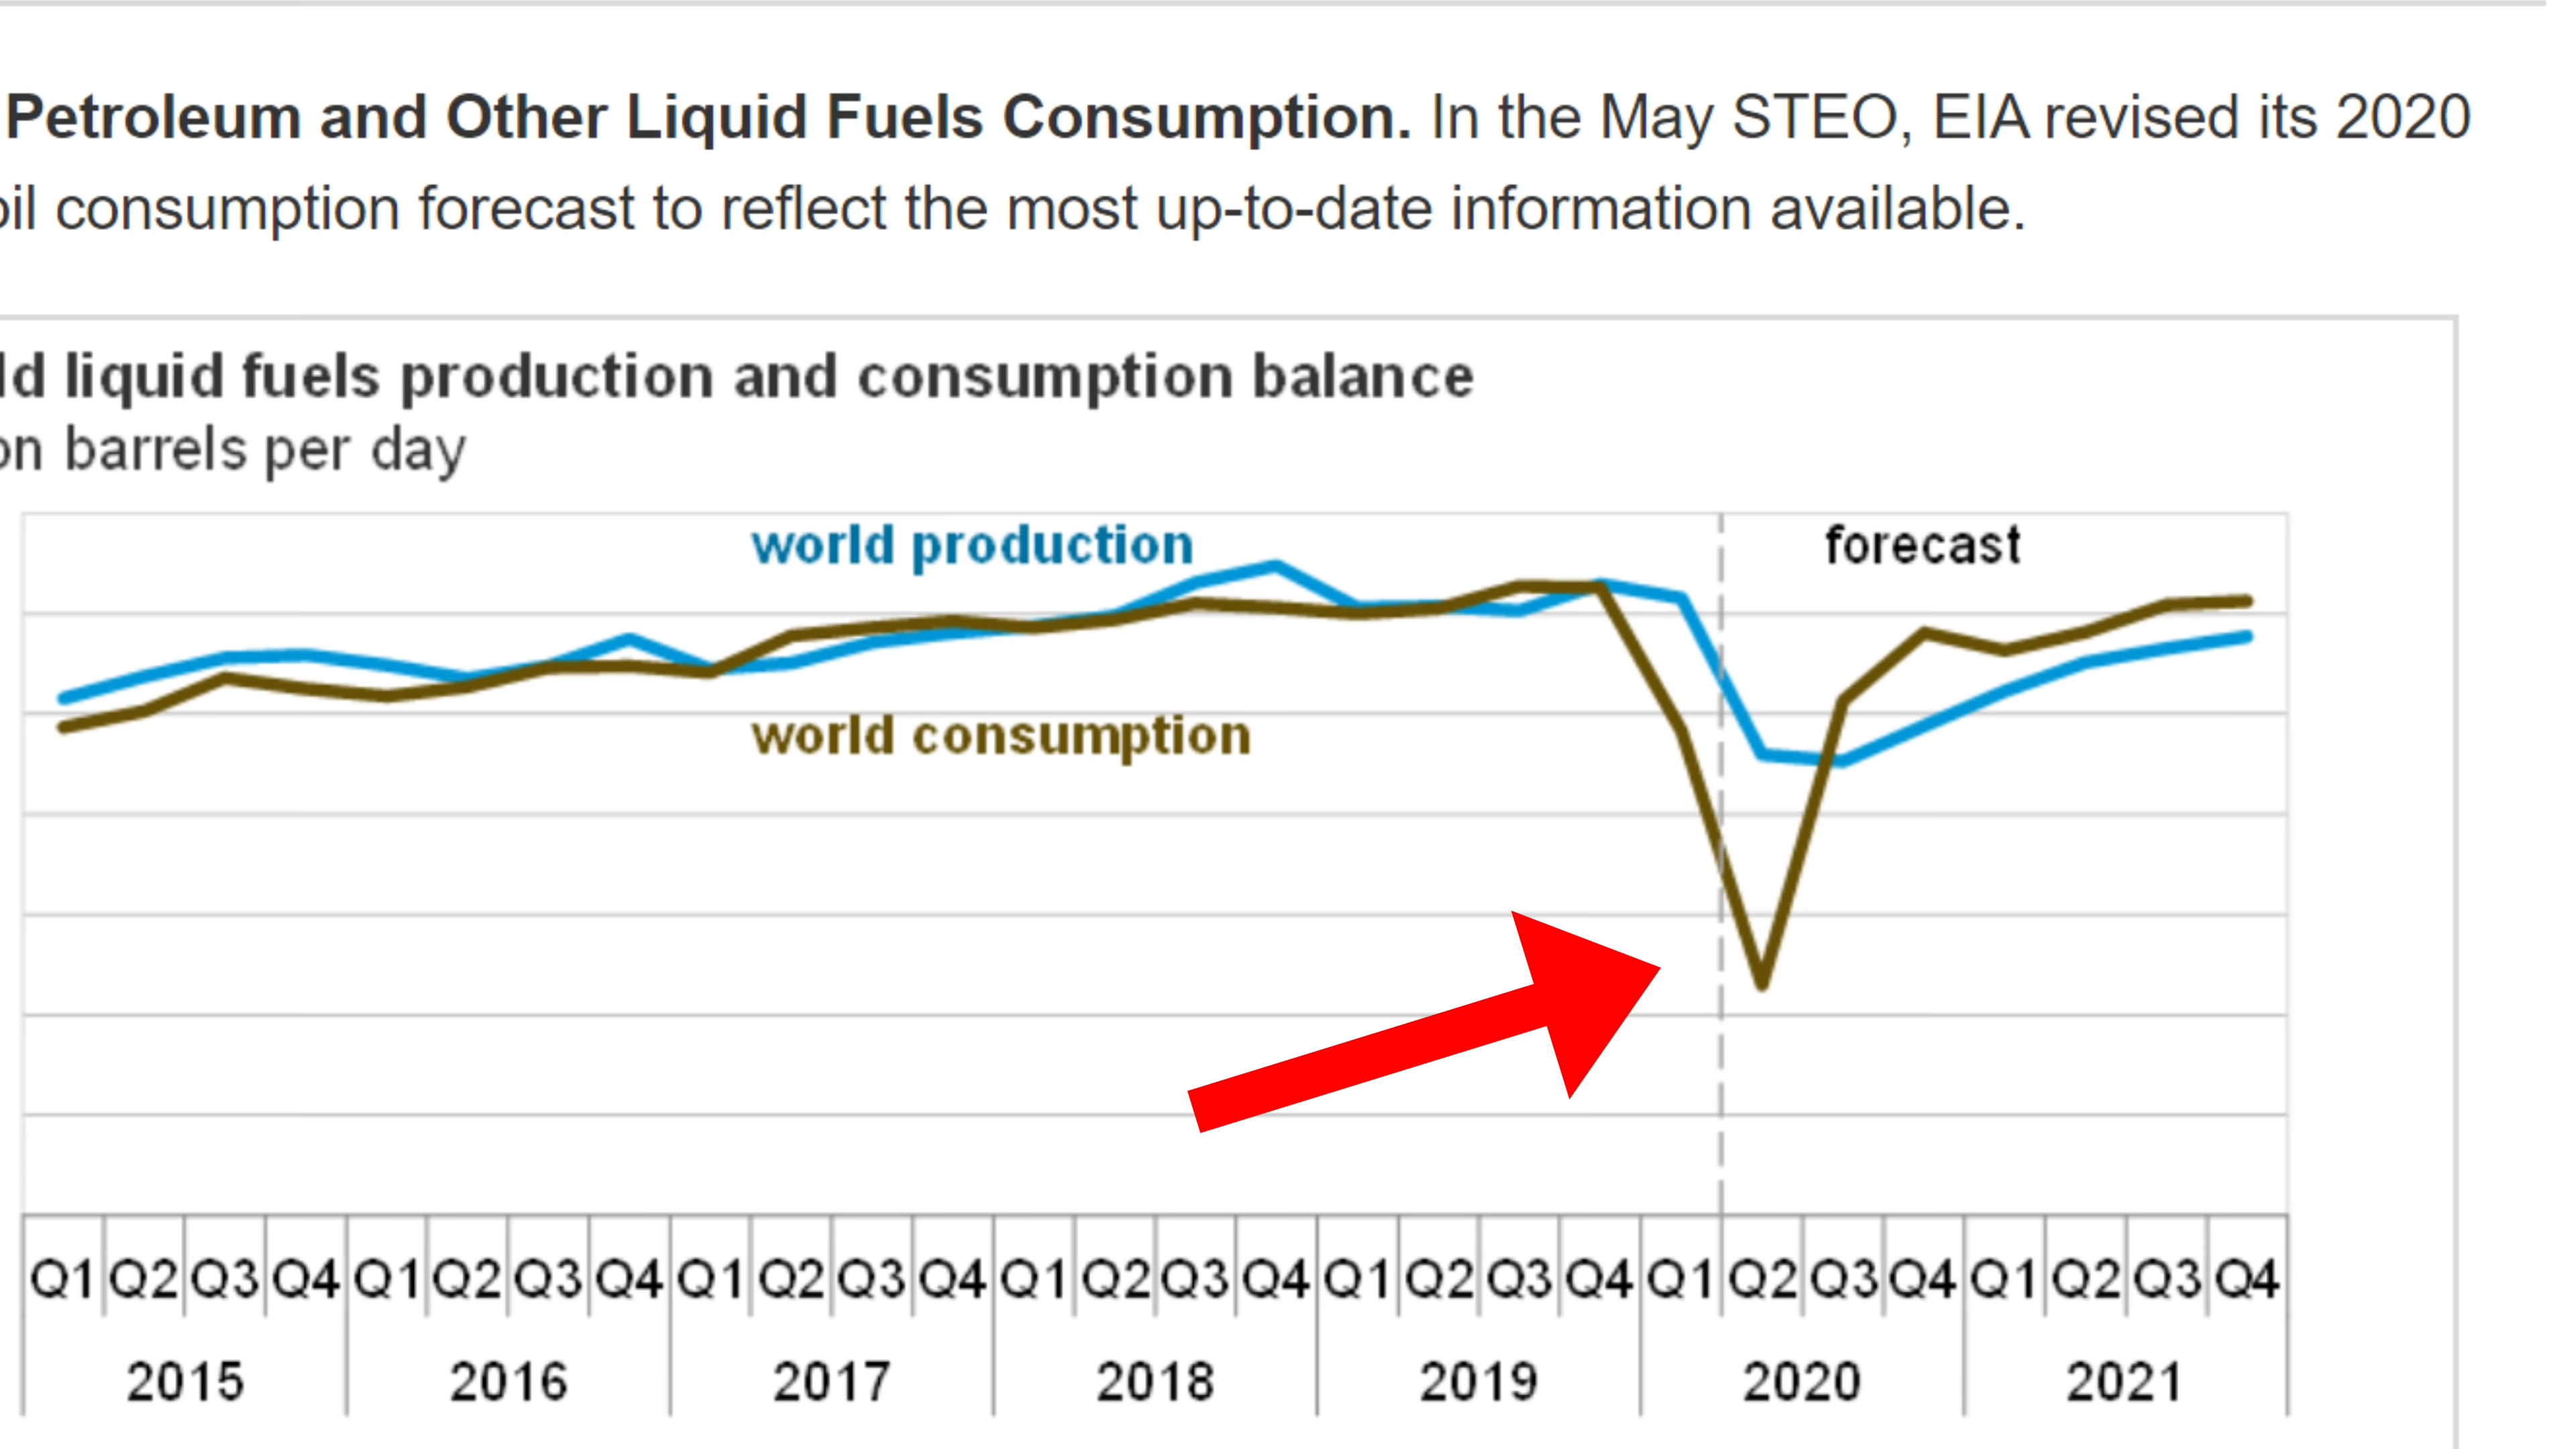 Petroleum and Other Liquid Fuels Consumption. In the May STEO, EIA revised its 2020
oil consumption forecast to reflect the most up-to-date information available.
ld liquid fuels production and consumption balance
on barrels per day
world production
forecast
world consumption
Q1 Q2 Q3 Q4 Q1 Q2 Q3 Q4 Q1 Q2 Q3 Q4 Q1 Q2 Q3 Q4 Q1 Q2 Q3 Q4 Q1 Q2 Q3 Q4 Q1 Q2 Q3 Q4
2015 2016 2017 2018 2019 2020 2021